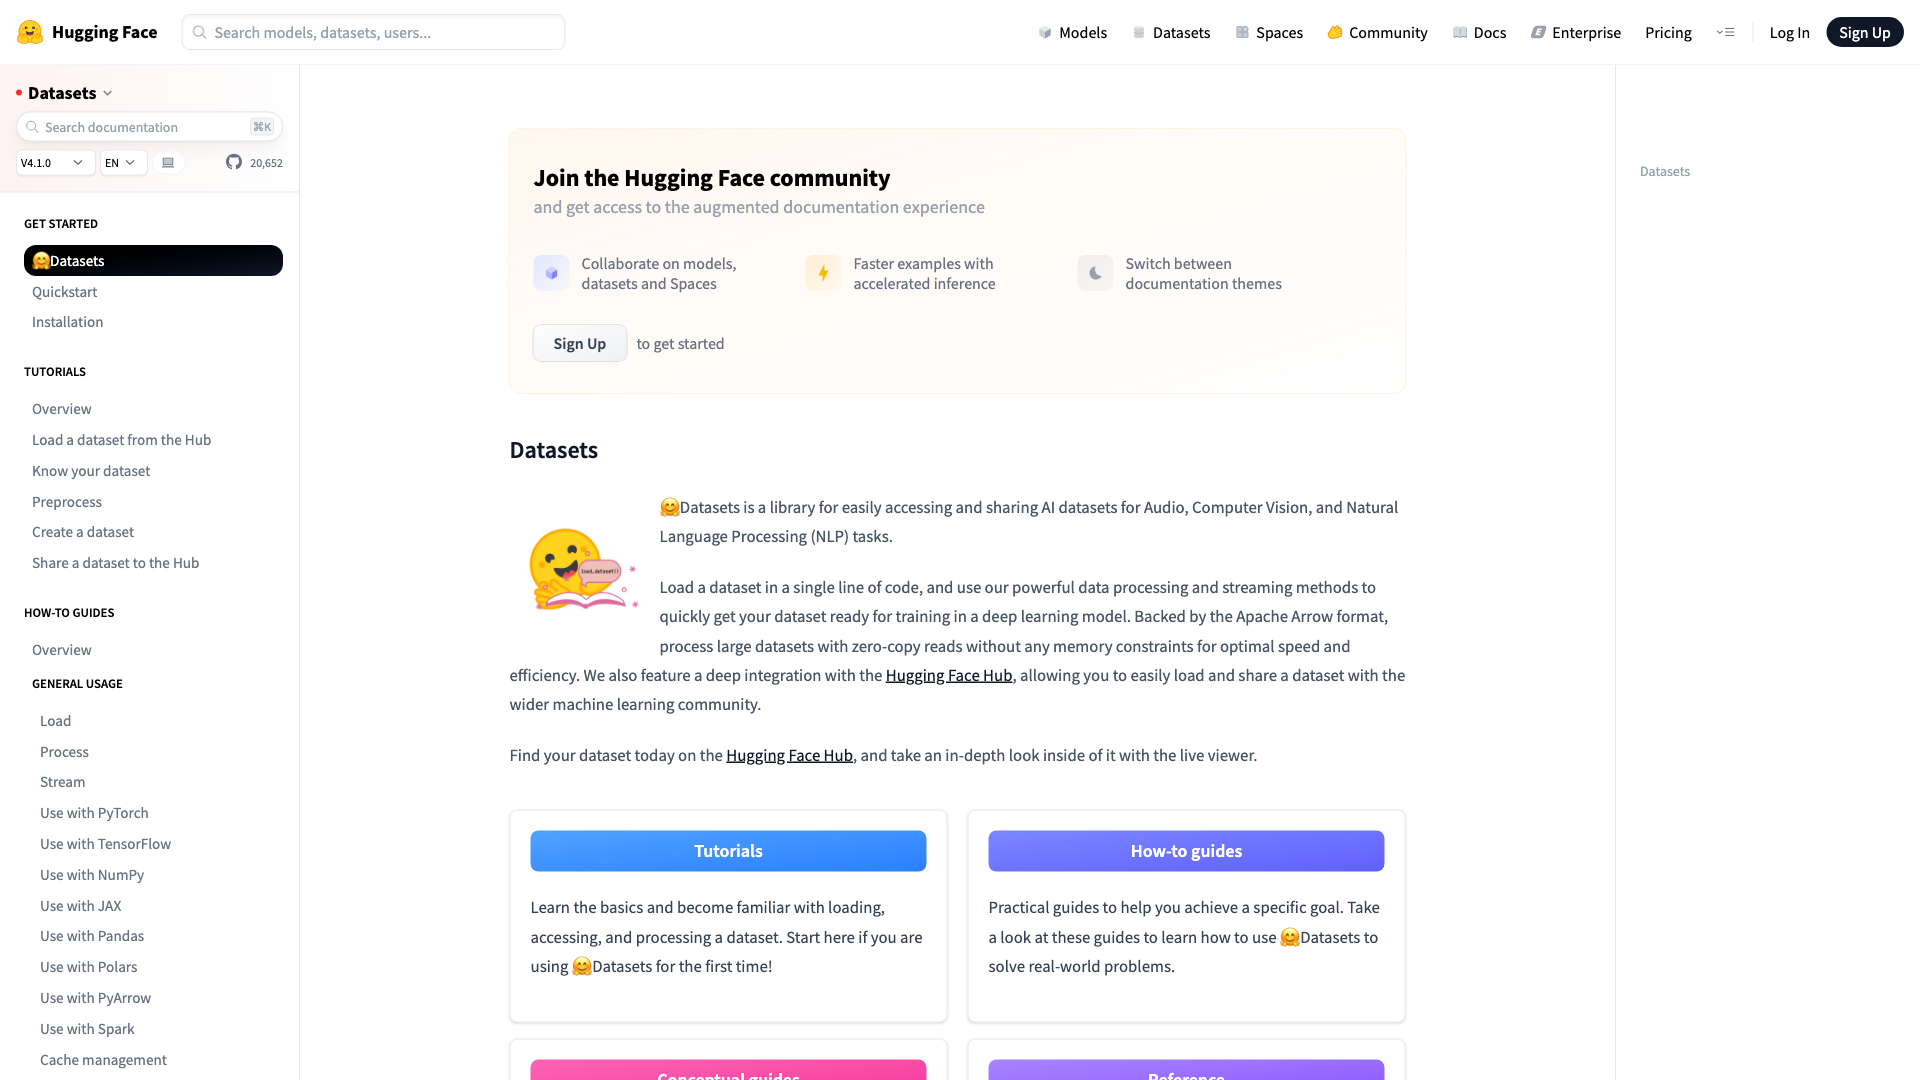 Hugging Face
Search models, datasets, users...
Models
Datasets
Spaces
Community
Docs
Enterprise
Pricing
Log In
Sign Up
Datasets
Search documentation
⌘K
V4.1.0
EN
20,652
GET STARTED
🤗Datasets
Quickstart
Installation
TUTORIALS
Overview
Load a dataset from the Hub
Know your dataset
Preprocess
Create a dataset
Share a dataset to the Hub
HOW-TO GUIDES
Overview
GENERAL USAGE
Load
Process
Stream
Use with PyTorch
Use with TensorFlow
Use with NumPy
Use with JAX
Use with Pandas
Use with Polars
Use with PyArrow
Use with Spark
Cache management
Join the Hugging Face community
and get access to the augmented documentation experience
Collaborate on models,
datasets and Spaces
Faster examples with
accelerated inference
Switch between
documentation themes
Sign Up
to get started
Datasets
load_dataset()
🤗Datasets is a library for easily accessing and sharing AI datasets for Audio, Computer Vision, and Natural
Language Processing (NLP) tasks.
Load a dataset in a single line of code, and use our powerful data processing and streaming methods to
quickly get your dataset ready for training in a deep learning model. Backed by the Apache Arrow format,
process large datasets with zero-copy reads without any memory constraints for optimal speed and
efficiency. We also feature a deep integration with the Hugging Face Hub, allowing you to easily load and share a dataset with the
wider machine learning community.
Find your dataset today on the Hugging Face Hub, and take an in-depth look inside of it with the live viewer.
Tutorials
Learn the basics and become familiar with loading,
accessing, and processing a dataset. Start here if you are
using 🤗Datasets for the first time!
How-to guides
Practical guides to help you achieve a specific goal. Take
a look at these guides to learn how to use 🤗Datasets to
solve real-world problems.
Conceptual guides
Reference
Datasets